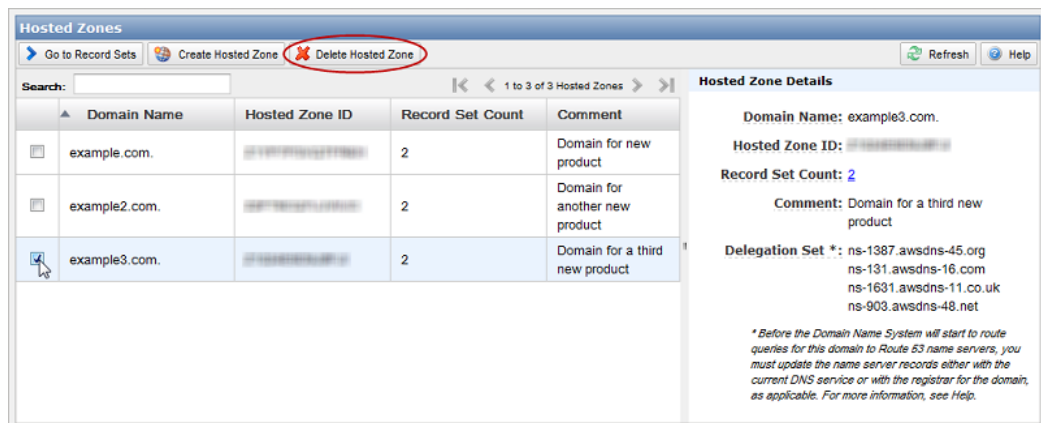 Hosted Zones
Go to Record Sets Create Hosted Zone Delete Hosted Zone Refresh Help
Search: 1 to 3 of 3 Hosted Zones
Domain Name Hosted Zone ID Record Set Count Comment
example.com. 2 Domain for new
product
example2.com. 2 Domain for
another new
product
example3.com. 2 Domain for a third
new product
Hosted Zone Details
Domain Name: example3.com.
Hosted Zone ID:
Record Set Count: 2
Comment: Domain for a third new
product
Delegation Set *: ns-1387.awsdns-45.org
ns-131.awsdns-16.com
ns-1631.awsdns-11.co.uk
ns-903.awsdns-48.net
* Before the Domain Name System will start to route
queries for this domain to Route 53 name servers, you
must update the name server records either with the
current DNS service or with the registrar for the domain,
as applicable. For more information, see Help.